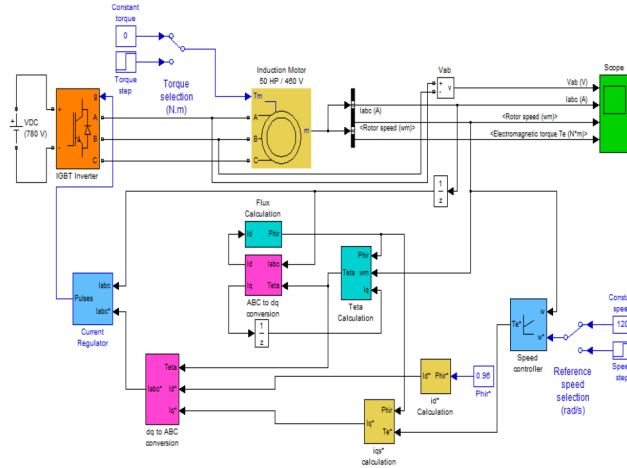 Constant
torque
0
Torque
step
Torque
selection
(N.m)
Induction Motor
50 HP / 460 V
Tm
A
B
C
m
Vab
+
-
v
Scope
Vab (V)
Iabc (A)
<Rotor speed (wm)>
<Electromagnetic torque Te (N*m)>
Iabc (A)
<Rotor speed (wm)>
VDC
(780 V)
+
-
g
+
-
A
B
C
IGBT Inverter
1
z
Flux
Calculation
Id
Phir
Id
Iabc
Iq
Teta
ABC to dq
conversion
1
z
Phir
Teta
wm
Iq
Teta
Calculation
Iabc
Pulses
Iabc*
Current
Regulator
Teta
Iabc*
Id*
Iq*
dq to ABC
conversion
Id*
Phir*
id*
Calculation
0.96
Phir*
Phir
Iq*
Te*
iqs*
calculation
w
Te*
w*
Speed
controller
Reference
speed
selection
(rad/s)
Const
spee
120
Spee
step